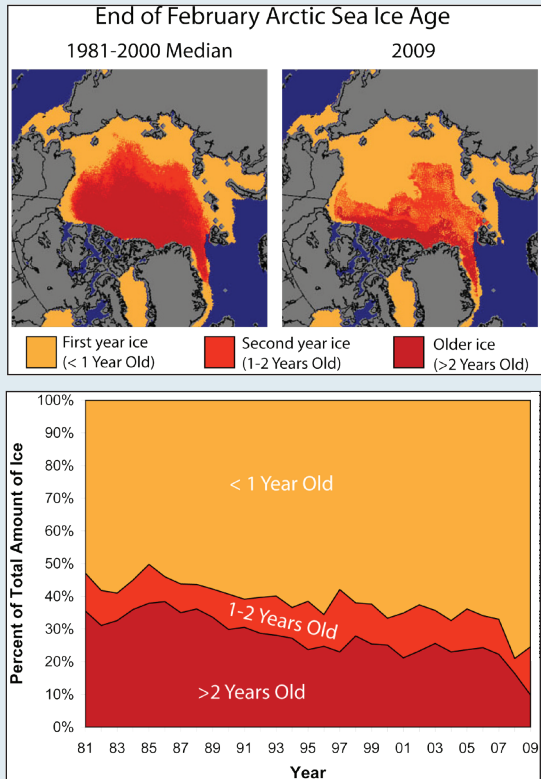 End of February Arctic Sea Ice Age
1981-2000 Median
2009
First year ice
(< 1 Year Old)
Second year ice
(1-2 Years Old)
Older ice
(>2 Years Old)
Percent of Total Amount of Ice
100%
90%
80%
70%
60%
50%
40%
30%
20%
10%
0%
< 1 Year Old
1-2 Years Old
>2 Years Old
81 83 85 87 89 91 93 95 97 99 01 03 05 07 09
Year